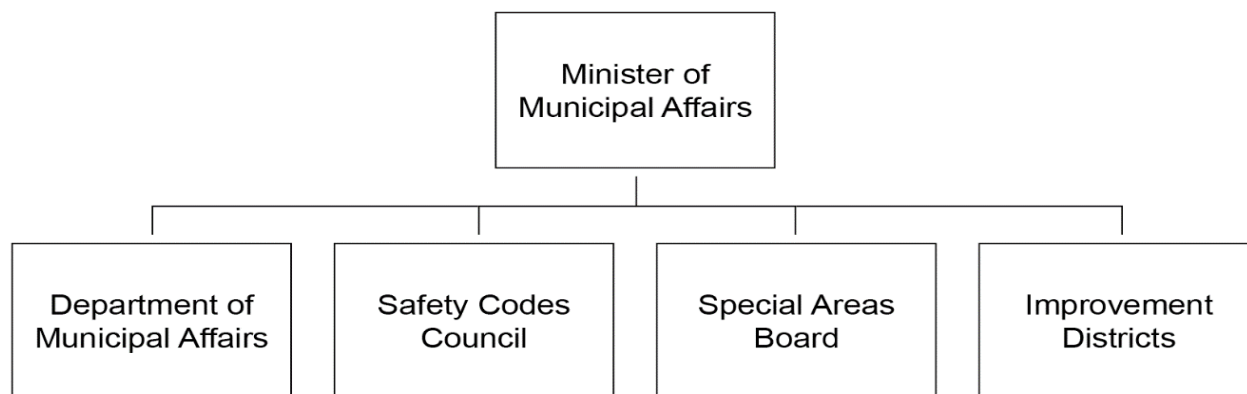 Minister of
Municipal Affairs
Department of
Municipal Affairs
Safety Codes
Council
Special Areas
Board
Improvement
Districts